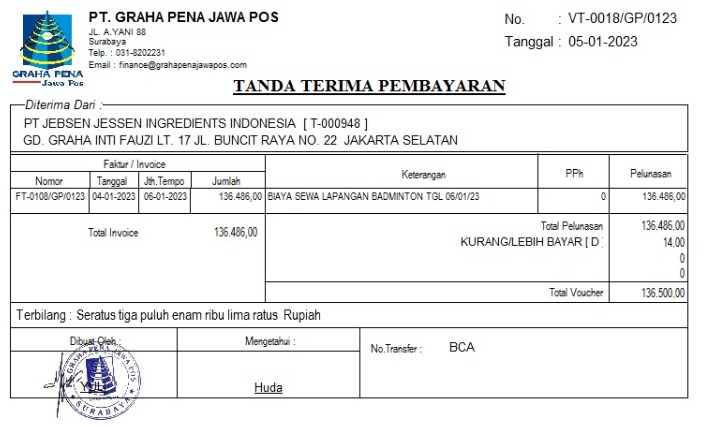 GRAHA PENA
Jawa Pos
PT. GRAHA PENA JAWA POS
JL. A.YANI 88
Surabaya
Telp. : 031-8202231
Email : finance@grahapenajawapos.com
No. : VT-0018/GP/0123
Tanggal : 05-01-2023
TANDA TERIMA PEMBAYARAN
Diterima Dari :
PT JEBSEN JESSEN INGREDIENTS INDONESIA [ T-000948 ]
GD. GRAHA INTI FAUZI LT. 17 JL. BUNCIT RAYA NO. 22 JAKARTA SELATAN
Faktur / Invoice
Nomor Tanggal Jth.Tempo Jumlah Keterangan PPh Pelunasan
FT-0108/GP/0123 04-01-2023 06-01-2023 136.486,00 BIAYA SEWA LAPANGAN BADMINTON TGL 06/01/23 0 136.486,00
Total Invoice 136.486,00
Total Pelunasan 136.486,00
KURANG/LEBIH BAYAR [ D ] 14.00
0
0
Total Voucher 136.500,00
Terbilang : Seratus tiga puluh enam ribu lima ratus Rupiah
Dibuat Oleh :
Mengetahui :
No.Transfer : BCA
GRAHA PENA JAWA POS
SURABAYA
Huda